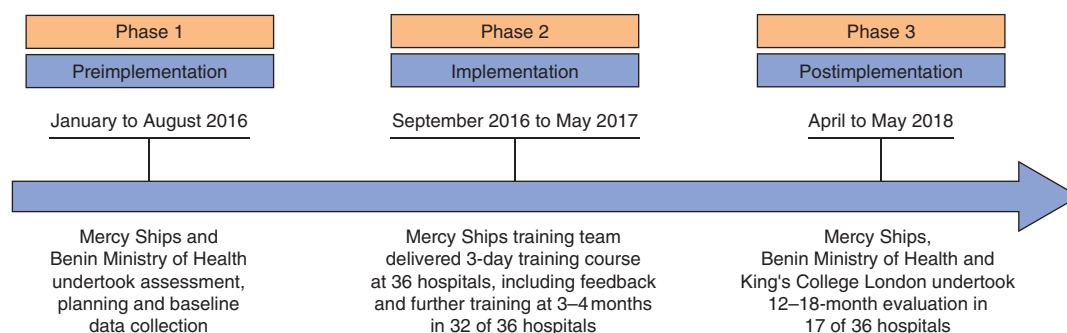 Phase 1
Preimplementation
January to August 2016
Mercy Ships and
Benin Ministry of Health
undertook assessment,
planning and baseline
data collection
Phase 2
Implementation
September 2016 to May 2017
Mercy Ships training team
delivered 3-day training course
at 36 hospitals, including feedback
and further training at 3–4 months
in 32 of 36 hospitals
Phase 3
Postimplementation
April to May 2018
Mercy Ships,
Benin Ministry of Health and
King's College London undertook
12–18-month evaluation in
17 of 36 hospitals